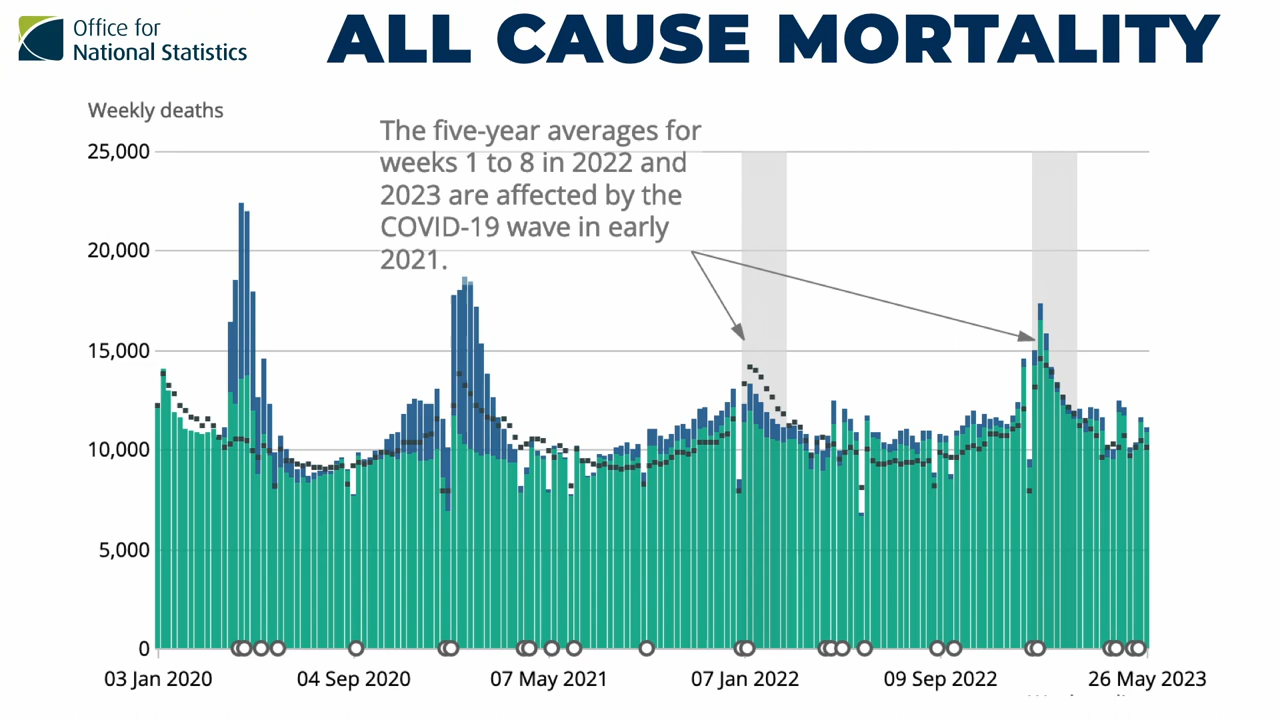 Office for
National Statistics
ALL CAUSE MORTALITY
Weekly deaths
The five-year averages for
weeks 1 to 8 in 2022 and
2023 are affected by the
COVID-19 wave in early
2021.
25,000
20,000
15,000
10,000
5,000
0
03 Jan 2020
04 Sep 2020
07 May 2021
07 Jan 2022
09 Sep 2022
26 May 2023